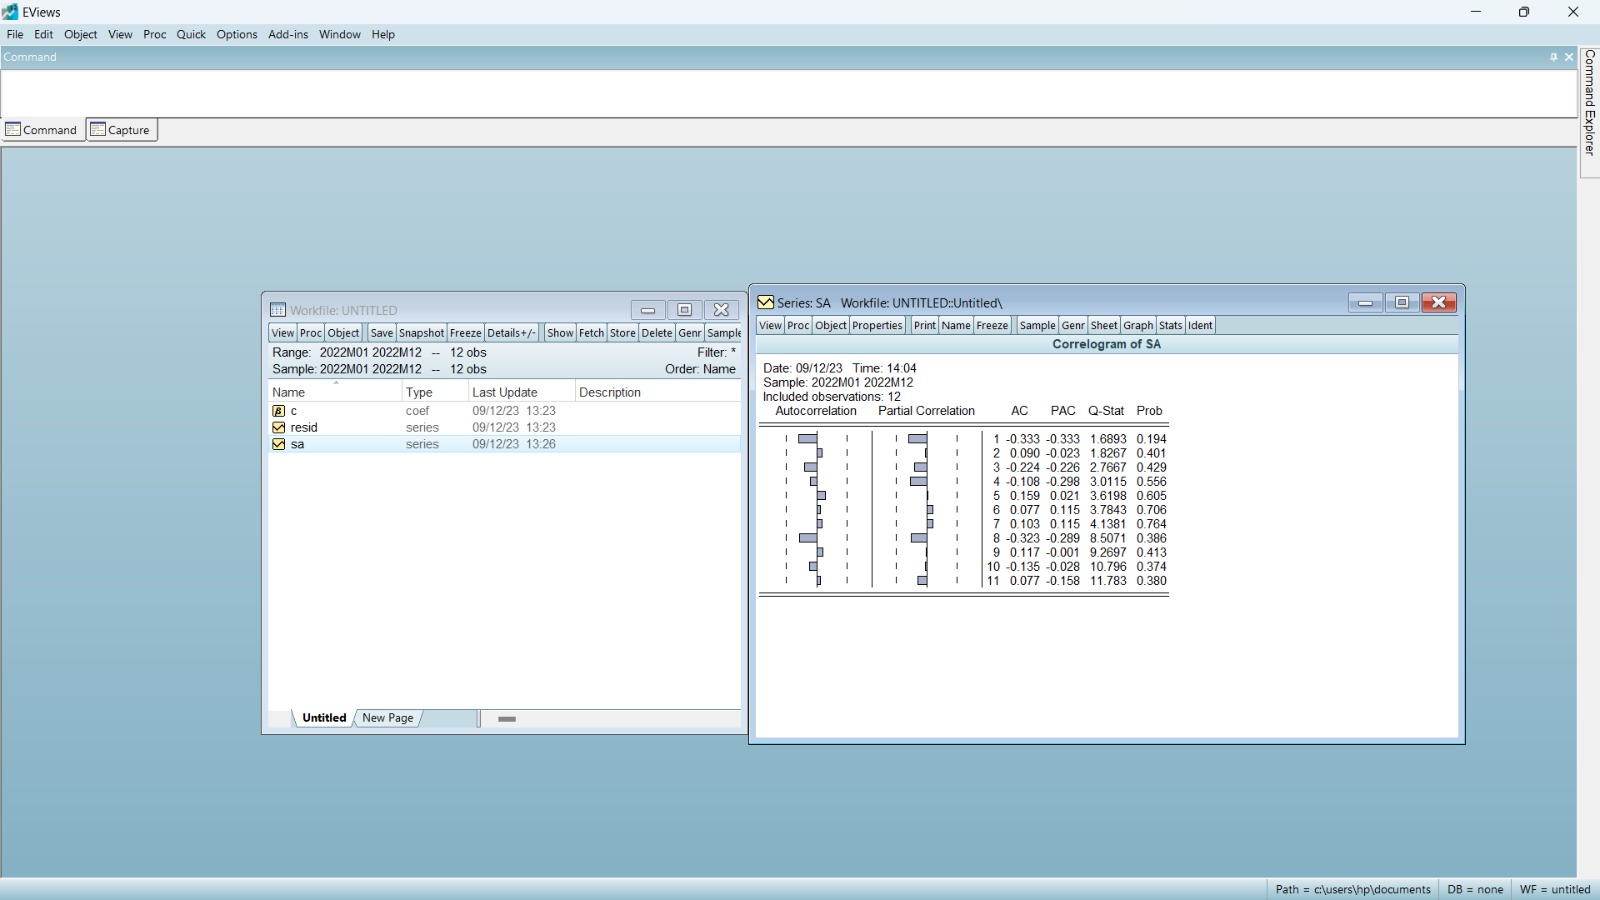 EViews
File Edit Object View Proc Quick Options Add-ins Window Help
Command
Command Capture
Command Explorer
Workfile: UNTITLED
View Proc Object Save Snapshot Freeze Details+/- Show Fetch Store Delete Genr Sample
Range: 2022M01 2022M12 -- 12 obs Filter: *
Sample: 2022M01 2022M12 -- 12 obs Order: Name
Name Type Last Update Description
β c coef 09/12/23 13:23
resid series 09/12/23 13:23
sa series 09/12/23 13:26
Untitled New Page
Series: SA Workfile: UNTITLED::Untitled\
View Proc Object Properties Print Name Freeze Sample Genr Sheet Graph Stats Ident
Correlogram of SA
Date: 09/12/23 Time: 14:04
Sample: 2022M01 2022M12
Included observations: 12
Autocorrelation Partial Correlation AC PAC Q-Stat Prob
1 -0.333 -0.333 1.6893 0.194
2 0.090 -0.023 1.8267 0.401
3 -0.224 -0.226 2.7667 0.429
4 -0.108 -0.298 3.0115 0.556
5 0.159 0.021 3.6198 0.605
6 0.077 0.115 3.7843 0.706
7 0.103 0.115 4.1381 0.764
8 -0.323 -0.289 8.5071 0.386
9 0.117 -0.001 9.2697 0.413
10 -0.135 -0.028 10.796 0.374
11 0.077 -0.158 11.783 0.380
Path = c:\users\hp\documents DB = none WF = untitled